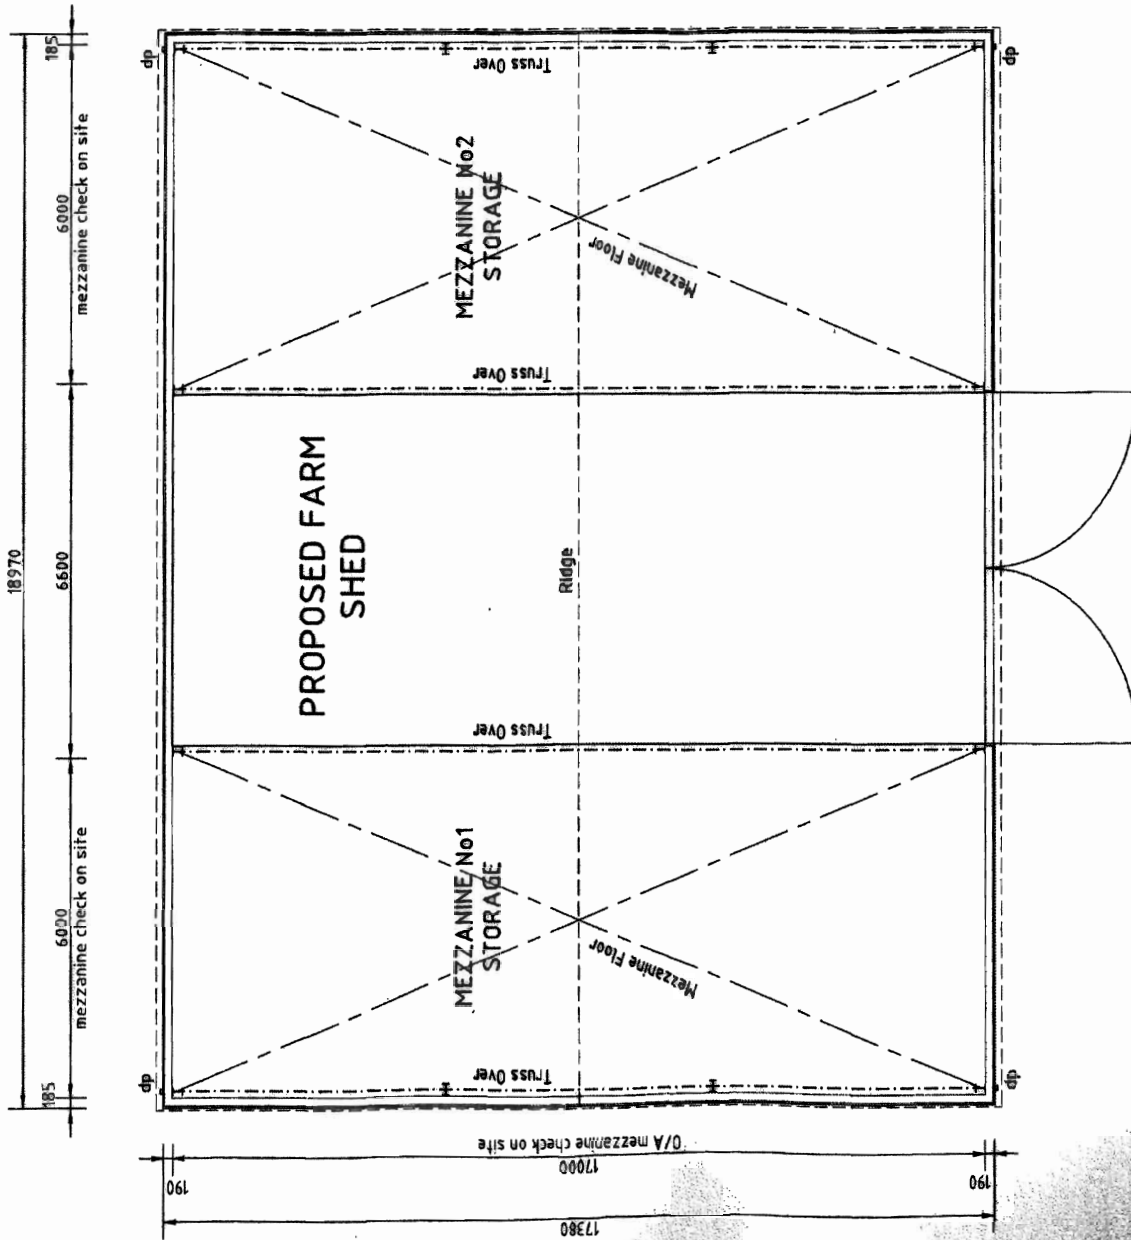 18970
185
6000
mezzanine check on site
6600
6000
mezzanine check on site
185
dp
dp
Truss Over
MEZZANINE No1
STORAGE
Mezzanine Floor
Truss Over
PROPOSED FARM
SHED
Ridge
Truss Over
MEZZANINE No2
STORAGE
Mezzanine Floor
Truss Over
dp
dp
190
17000
O/A mezzanine check on site
190
17380